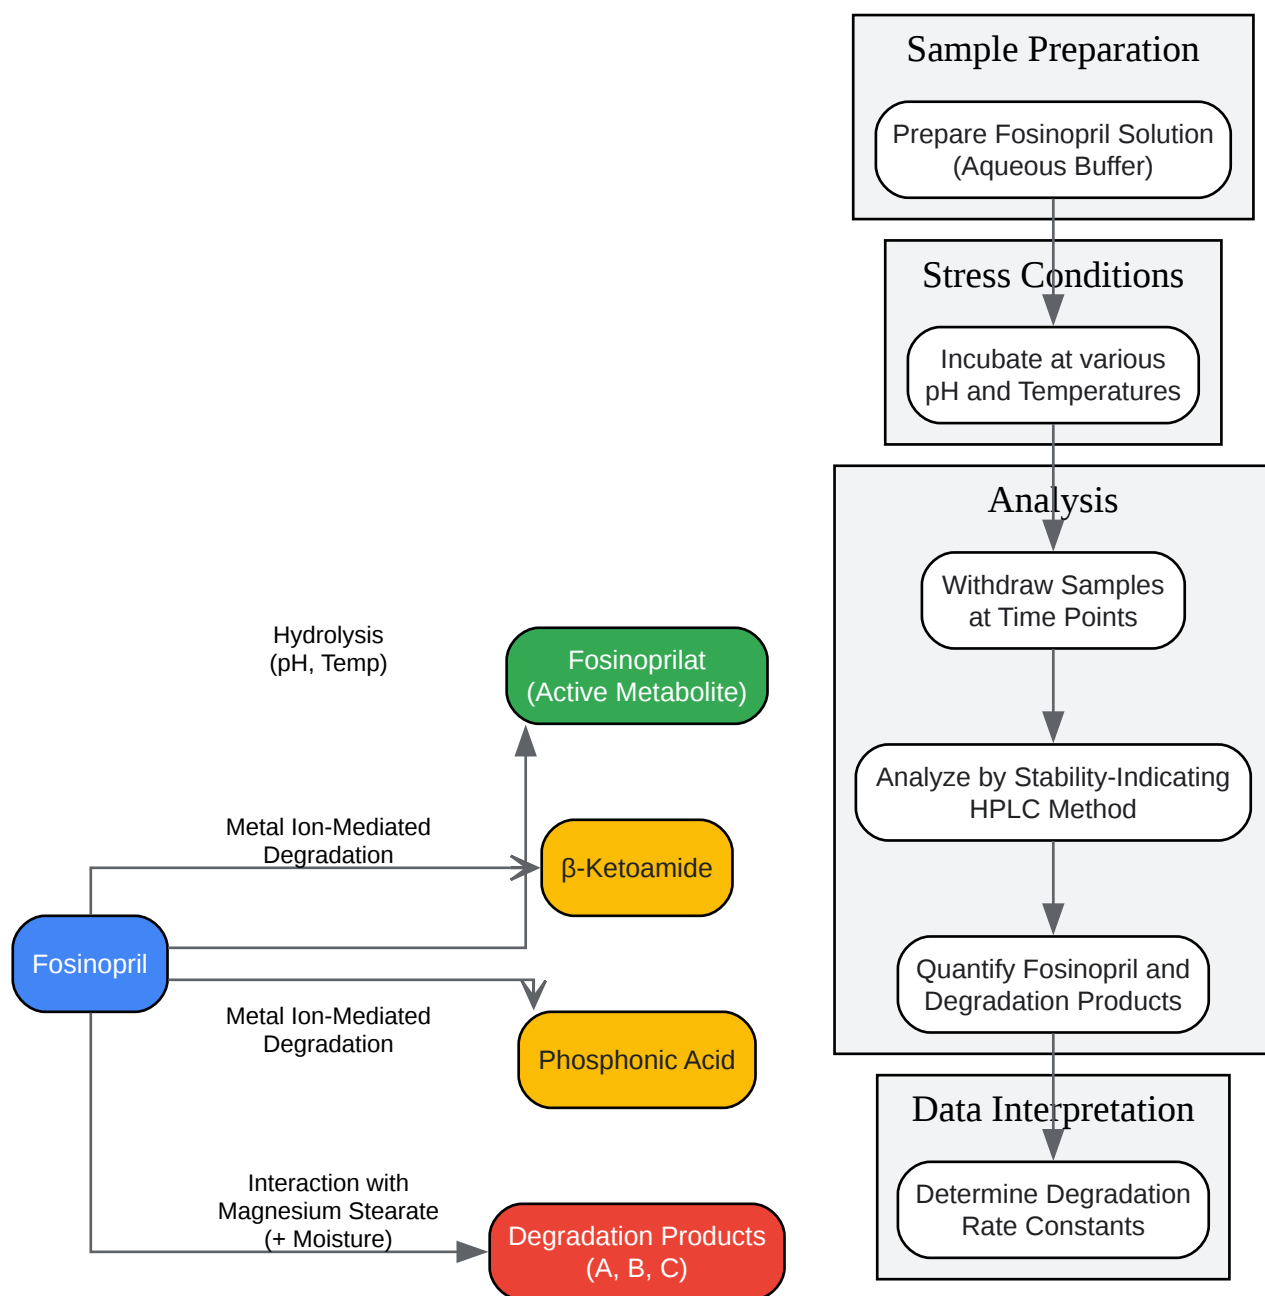 Sample Preparation
Prepare Fosinopril Solution
(Aqueous Buffer)
Stress Conditions
Incubate at various
pH and Temperatures
Analysis
Withdraw Samples
at Time Points
Analyze by Stability-Indicating
HPLC Method
Quantify Fosinopril and
Degradation Products
Data Interpretation
Determine Degradation
Rate Constants
Hydrolysis
(pH, Temp)
Fosinoprilat
(Active Metabolite)
Metal Ion-Mediated
Degradation
β-Ketoamide
Fosinopril
Metal Ion-Mediated
Degradation
Phosphonic Acid
Interaction with
Magnesium Stearate
(+ Moisture)
Degradation Products
(A, B, C)